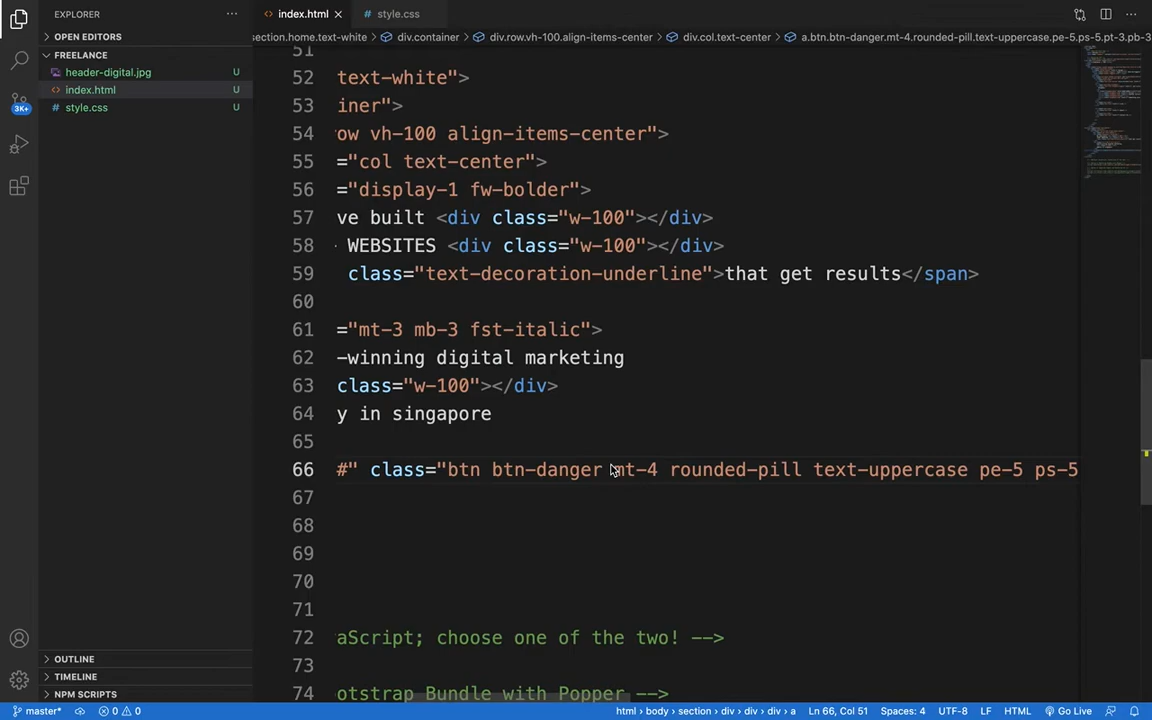 EXPLORER
···
index.html
style.css
···
OPEN EDITORS
section.home.text-white > div.container > div.row.vh-100.align-items-center > div.col.text-center > a.btn.btn-danger.mt-4.rounded-pill.text-uppercase.pe-5.ps-5.pt-3.pb-3
FREELANCE
header-digital.jpg U
index.html U
style.css U
3K+
51
52 text-white">
53 iner">
54 row vh-100 align-items-center">
55 ="col text-center">
56 ="display-1 fw-bolder">
57 ve built <div class="w-100"></div>
58 WEBSITES <div class="w-100"></div>
59 class="text-decoration-underline">that get results</span>
60
61 ="mt-3 mb-3 fst-italic">
62 -winning digital marketing
63 class="w-100"></div>
64 y in singapore
65
66 #" class="btn btn-danger mt-4 rounded-pill text-uppercase pe-5 ps-5
67
68
69
70
71
72 aScript; choose one of the two! -->
73
74 otstrap Bundle with Popper -->
OUTLINE
TIMELINE
NPM SCRIPTS
master* 0 0 html > body > section > div > div > div > a Ln 66, Col 51 Spaces: 4 UTF-8 LF HTML Go Live